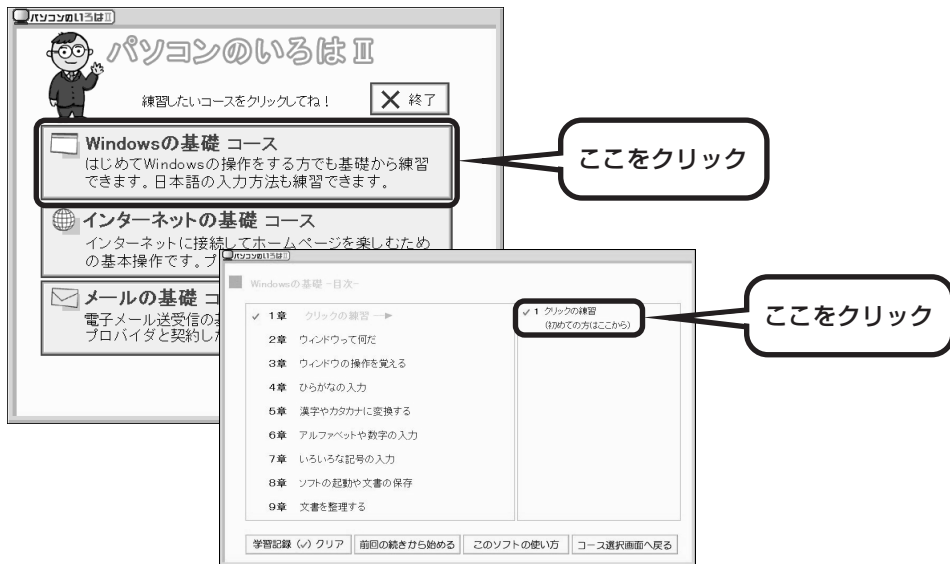 パソコンのいろはⅡ
パソコンのいろはⅡ
練習したいコースをクリックしてね！
× 終了
Windowsの基礎 コース
はじめてWindowsの操作をする方でも基礎から練習
できます。日本語の入力方法も練習できます。
ここをクリック
インターネットの基礎 コース
インターネットに接続してホームページを楽しむため
の基本操作です。プ
メールの基礎 コ
電子メール送受信の基
プロバイダと契約した
パソコンのいろはⅡ
Windowsの基礎 -目次-
✓ 1章 クリックの練習
2章 ウィンドウって何だ
3章 ウィンドウの操作を覚える
4章 ひらがなの入力
5章 漢字やカタカナに変換する
6章 アルファベットや数字の入力
7章 いろいろな記号の入力
8章 ソフトの起動や文書の保存
9章 文書を整理する
✓ 1 クリックの練習
(初めての方はここから)
ここをクリック
学習記録（✓）クリア
前回の続きから始める
このソフトの使い方
コース選択画面へ戻る